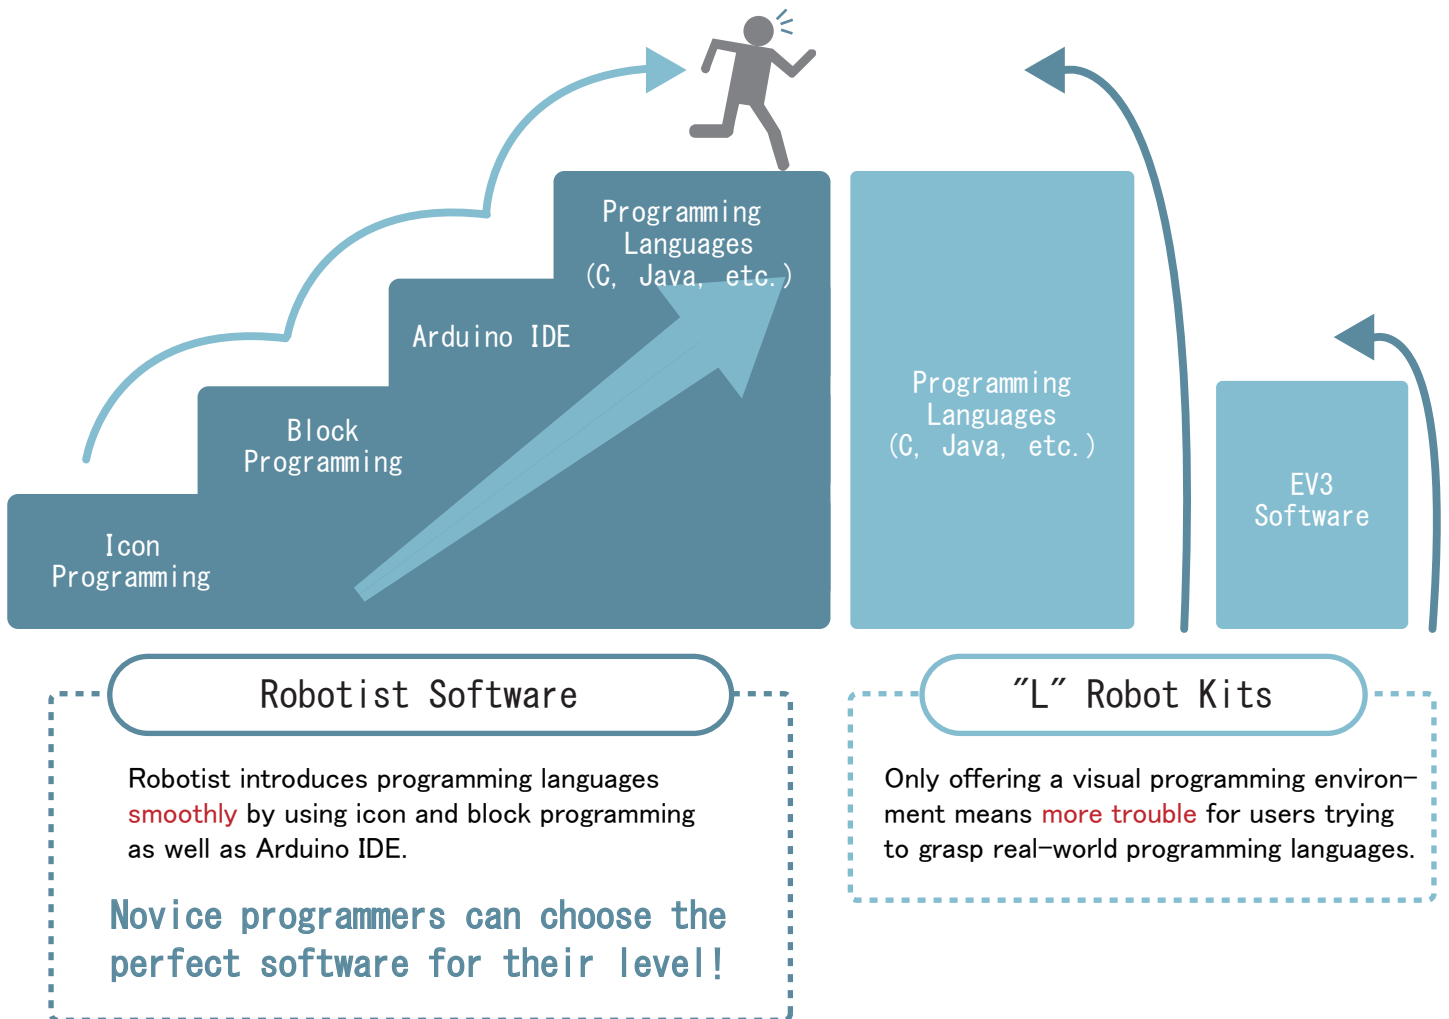 Programming
Languages
(C, Java, etc.)
Arduino IDE
Block
Programming
Icon
Programming
Programming
Languages
(C, Java, etc.)
EV3
Software
Robotist Software
Robotist introduces programming languages
smoothly by using icon and block programming
as well as Arduino IDE.
Novice programmers can choose the
perfect software for their level!
"L" Robot Kits
Only offering a visual programming environ-
ment means more trouble for users trying
to grasp real-world programming languages.